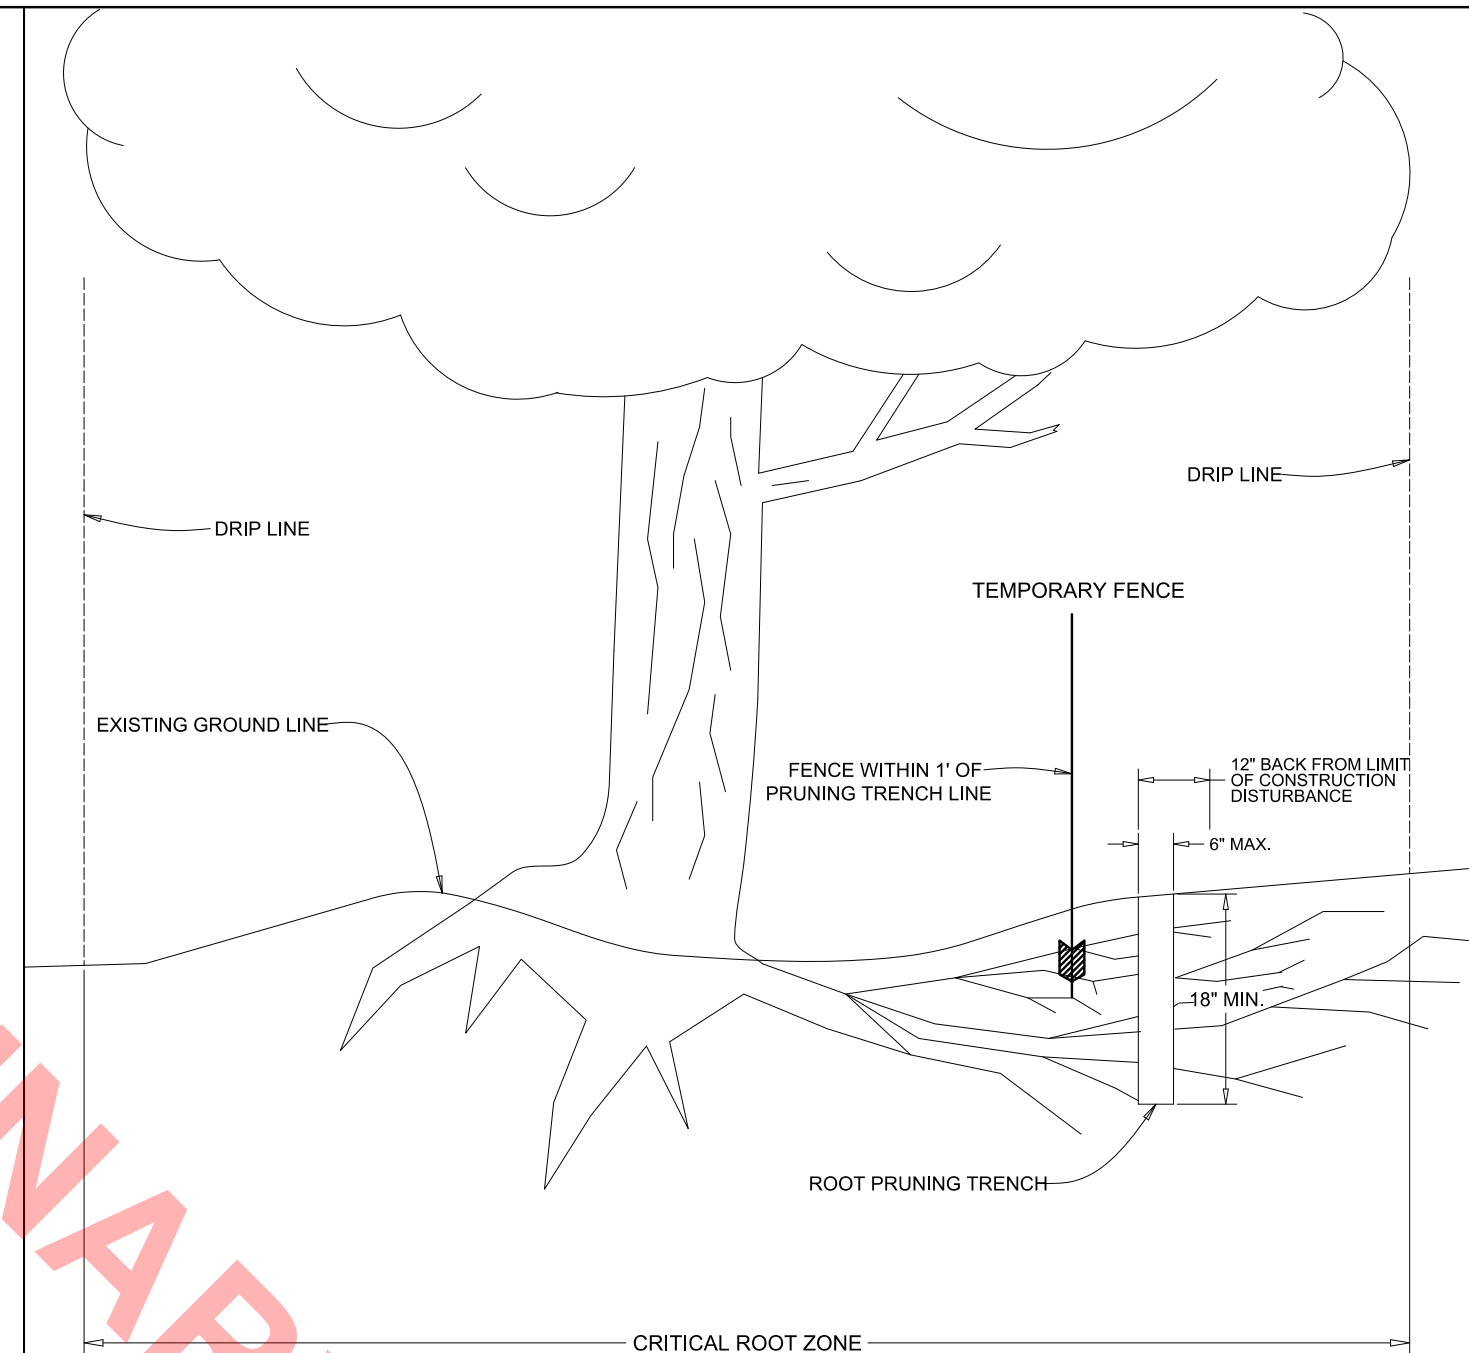 DRIP LINE
DRIP LINE
TEMPORARY FENCE
EXISTING GROUND LINE
FENCE WITHIN 1' OF
PRUNING TRENCH LINE
12" BACK FROM LIMIT
OF CONSTRUCTION
DISTURBANCE
6" MAX.
18" MIN.
ROOT PRUNING TRENCH
CRITICAL ROOT ZONE